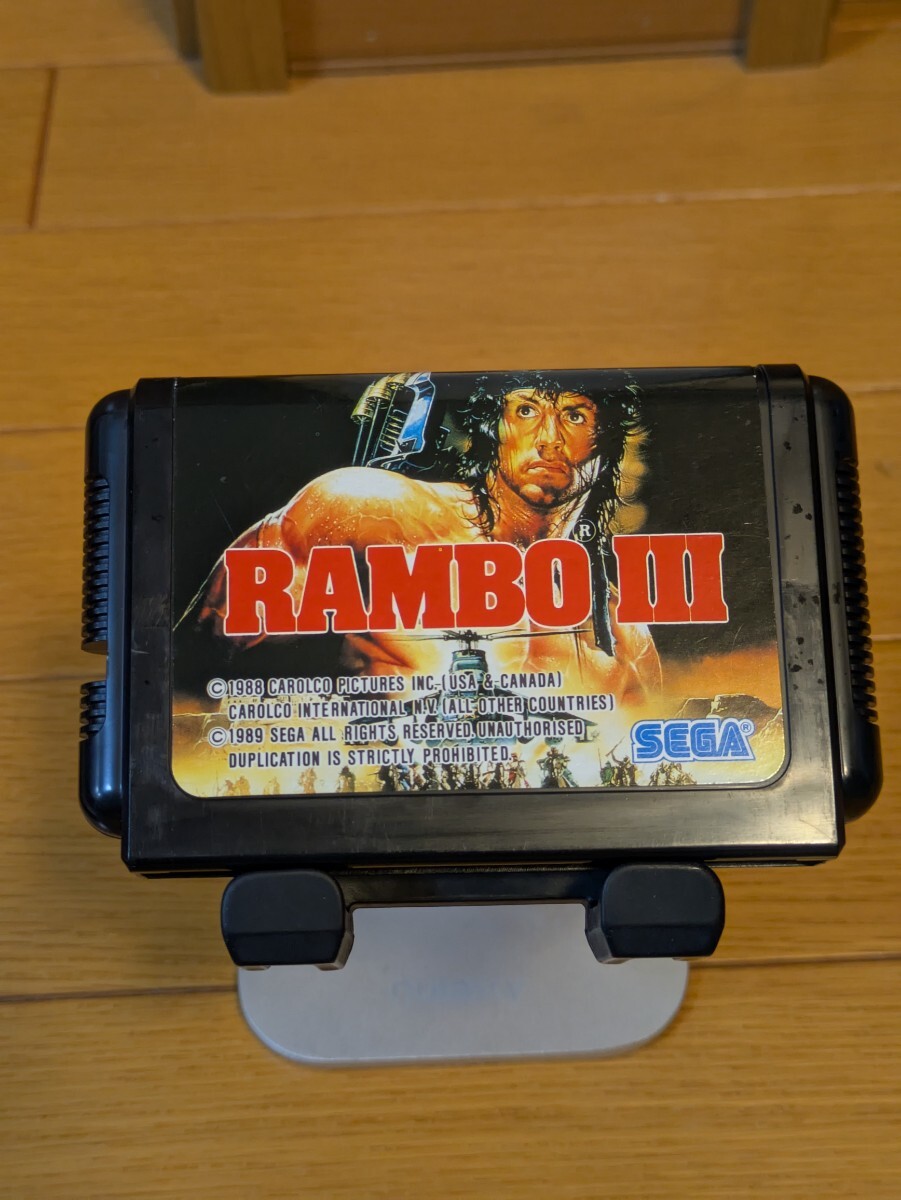 RAMBO® III
©1988 CAROLCO PICTURES INC. (USA & CANADA)
CAROLCO INTERNATIONAL N.V. (ALL OTHER COUNTRIES)
©1989 SEGA ALL RIGHTS RESERVED. UNAUTHORISED
DUPLICATION IS STRICTLY PROHIBITED.
SEGA®